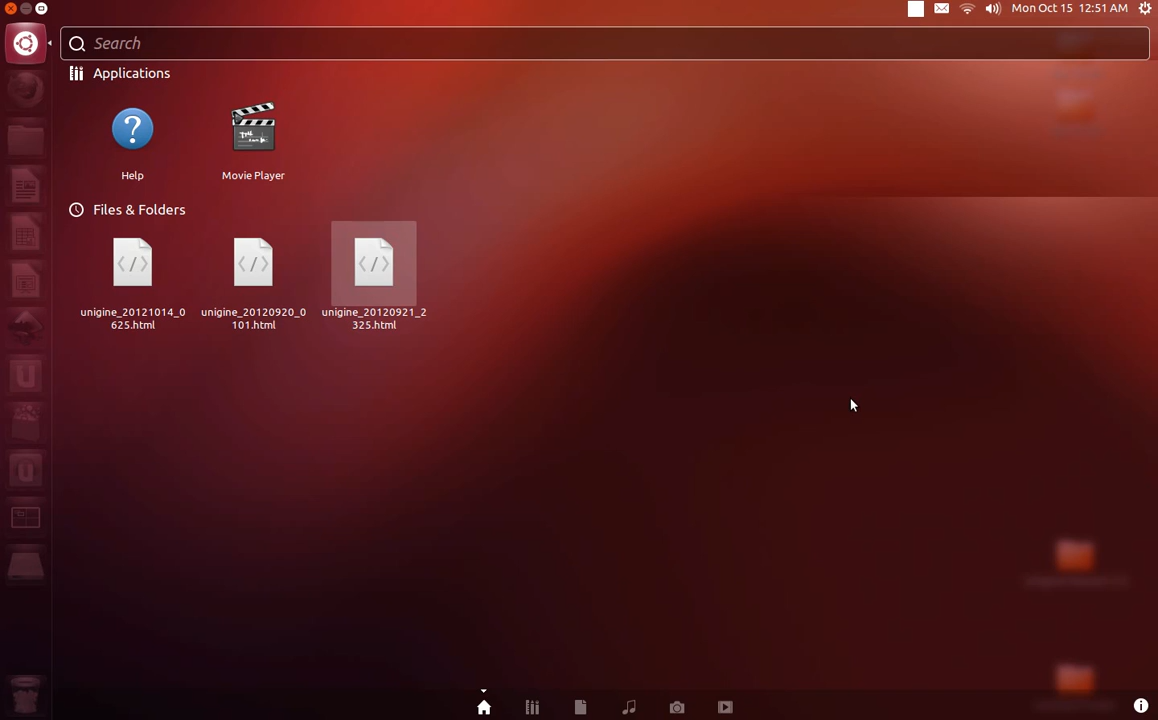 Mon Oct 15 12:51 AM
Search
Applications
Help
Movie Player
Files & Folders
unigine_20121014_0
625.html
unigine_20120920_0
101.html
unigine_20120921_2
325.html